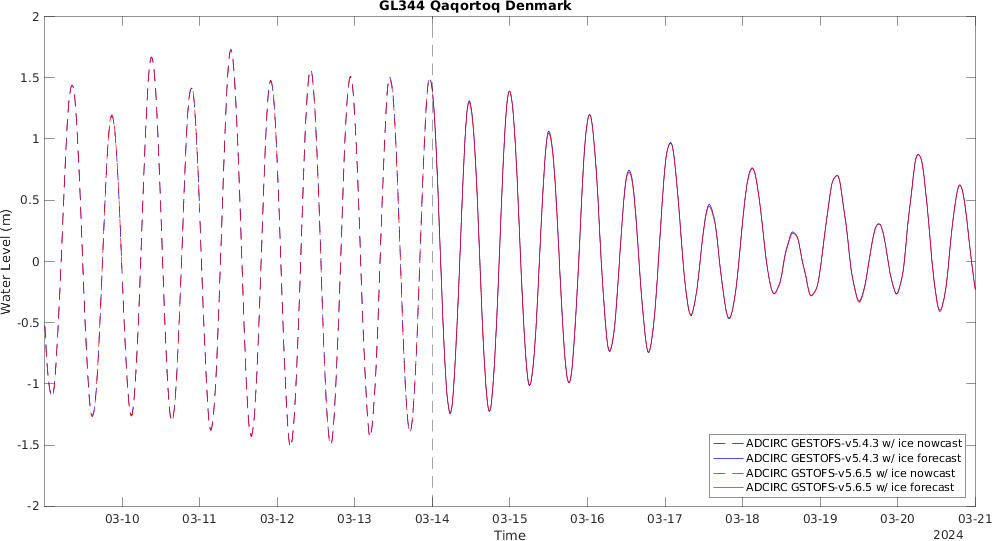 GL344 Qaqortoq Denmark
2
1.5
1
0.5
0
-0.5
-1
-1.5
-2
Water Level (m)
03-10 03-11 03-12 03-13 03-14 03-15 03-16 03-17 03-18 03-19 03-20 03-21
Time
2024
ADCIRC GESTOFS-v5.4.3 w/ ice nowcast
ADCIRC GESTOFS-v5.4.3 w/ ice forecast
ADCIRC GSTOFS-v5.6.5 w/ ice nowcast
ADCIRC GSTOFS-v5.6.5 w/ ice forecast